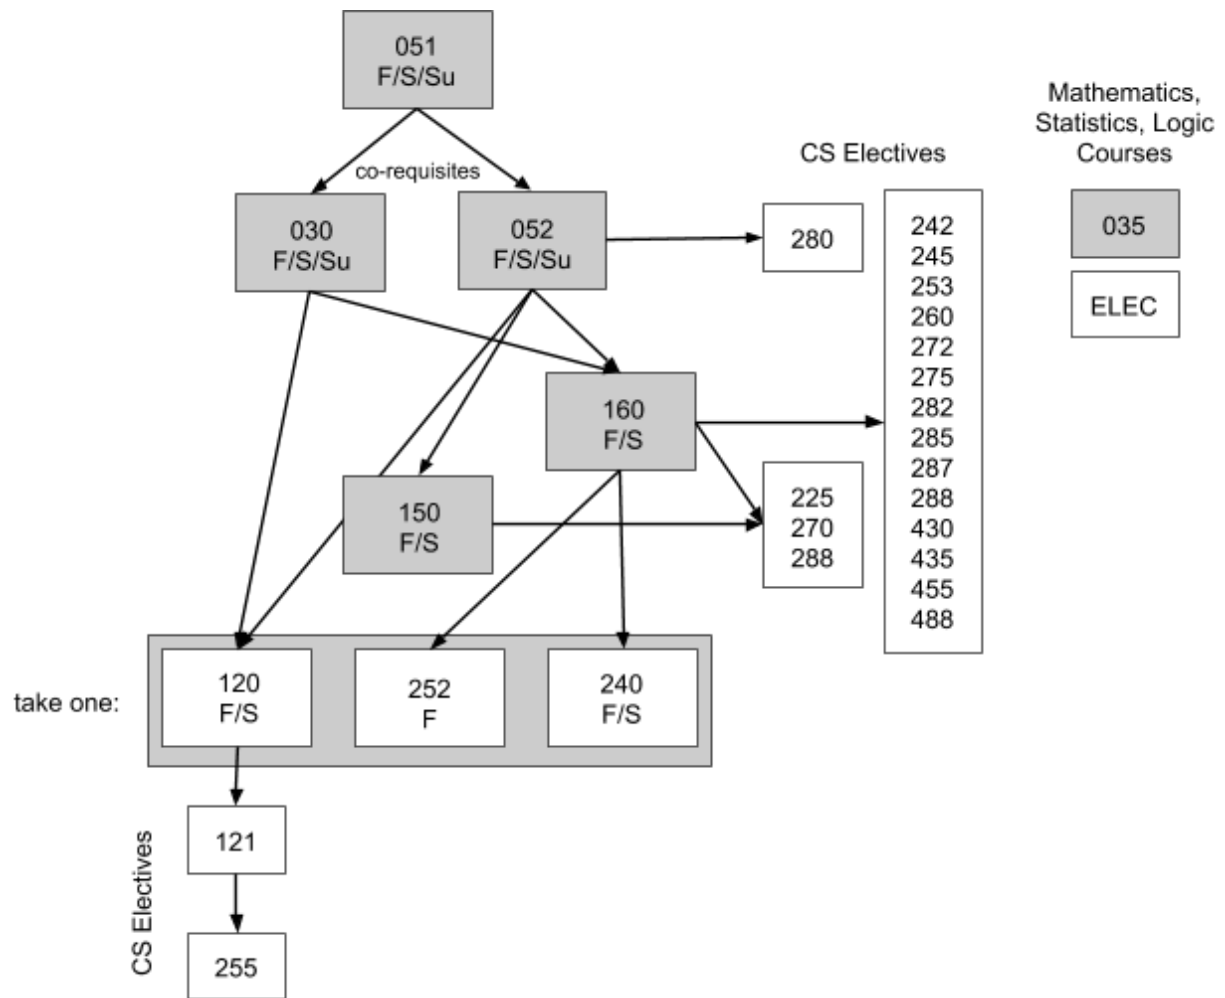 051
F/S/Su
Mathematics,
Statistics, Logic
Courses
CS Electives
co-requisites
030
F/S/Su
052
F/S/Su
280
242
245
253
260
272
275
282
285
287
288
430
435
455
488
035
ELEC
160
F/S
150
F/S
225
270
288
take one:
120
F/S
252
F
240
F/S
CS Electives
121
255